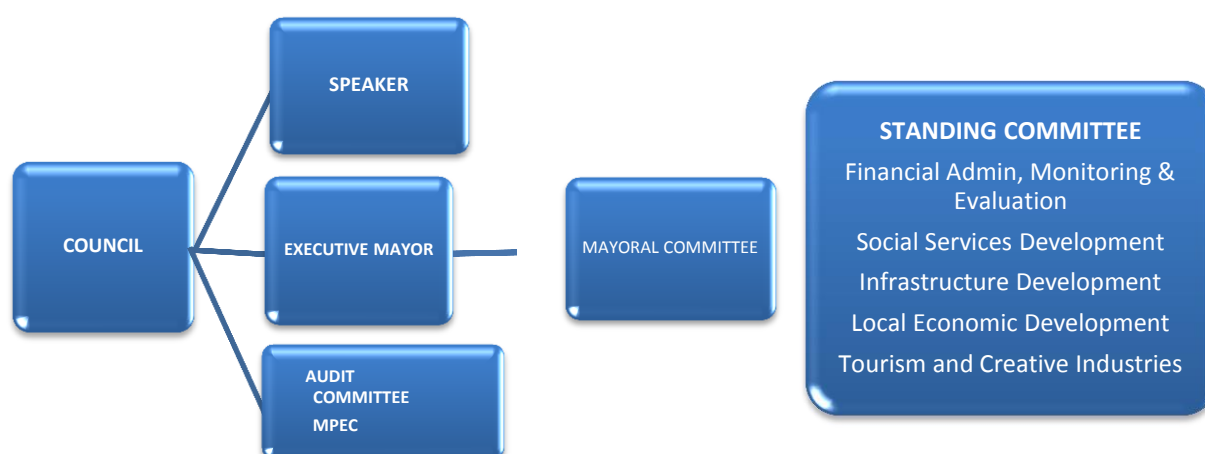 COUNCIL
SPEAKER
EXECUTIVE MAYOR
AUDIT
COMMITTEE
MPEC
MAYORAL COMMITTEE
STANDING COMMITTEE
Financial Admin, Monitoring &
Evaluation
Social Services Development
Infrastructure Development
Local Economic Development
Tourism and Creative Industries